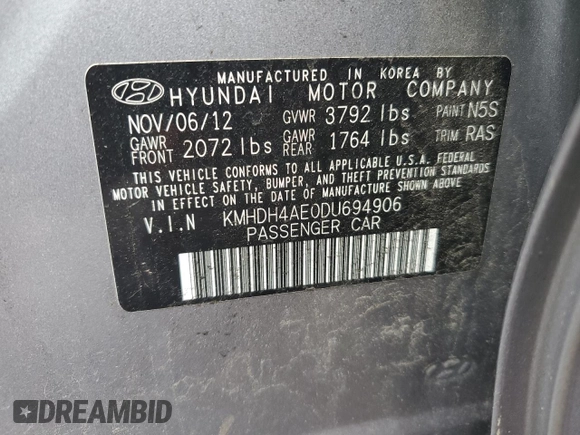 MANUFACTURED IN KOREA BY
HYUNDAI MOTOR COMPANY
NOV/06/12 GVWR 3792 lbs PAINT N5S
GAWR FRONT 2072 lbs GAWR REAR 1764 lbs TRIM RAS
THIS VEHICLE CONFORMS TO ALL APPLICABLE U.S.A. FEDERAL
MOTOR VEHICLE SAFETY, BUMPER, AND THEFT PREVENTION STANDARDS
IN EFFECT ON THE DATE OF MANUFACTURE SHOWN ABOVE.
V.I.N KMHDH4AE0DU694906
PASSENGER CAR
DREAMBID